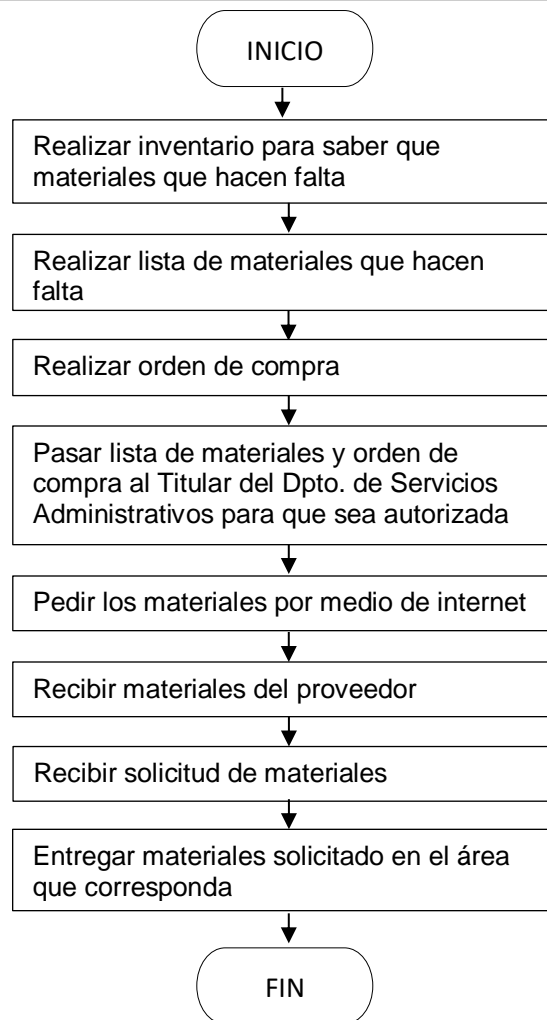 INICIO
Realizar inventario para saber que
materiales que hacen falta
Realizar lista de materiales que hacen
falta
Realizar orden de compra
Pasar lista de materiales y orden de
compra al Titular del Dpto. de Servicios
Administrativos para que sea autorizada
Pedir los materiales por medio de internet
Recibir materiales del proveedor
Recibir solicitud de materiales
Entregar materiales solicitado en el área
que corresponda
FIN